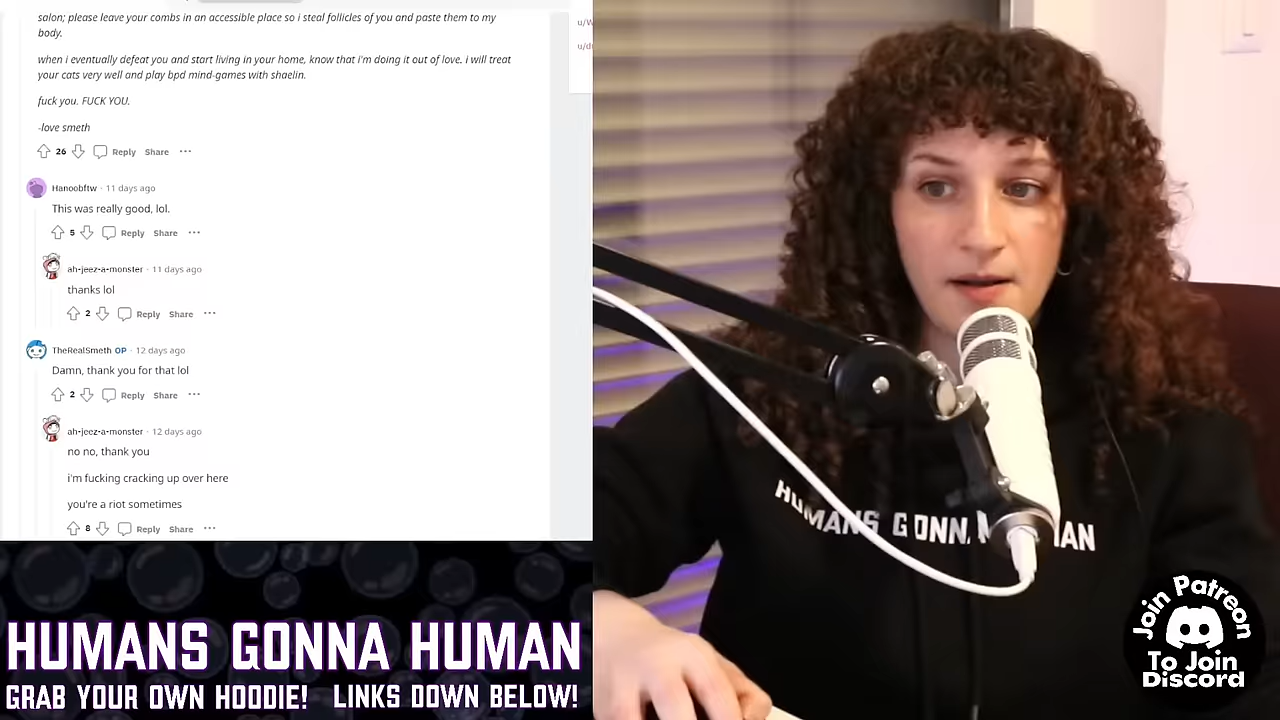 salon; please leave your combs in an accessible place so i steal follicles of you and paste them to my
body.
when i eventually defeat you and start living in your home, know that i'm doing it out of love. i will treat
your cats very well and play bpd mind-games with shaelin.
fuck you. FUCK YOU.
-love smeth
26 Reply Share ...
Hanoobftw · 11 days ago
This was really good, lol.
5 Reply Share ...
ah-jeez-a-monster · 11 days ago
thanks lol
2 Reply Share ...
TheRealSmeth OP · 12 days ago
Damn, thank you for that lol
2 Reply Share ...
ah-jeez-a-monster · 12 days ago
no no, thank you
i'm fucking cracking up over here
you're a riot sometimes
8 Reply Share ...
HUMANS GONNA HUMAN
GRAB YOUR OWN HOODIE! LINKS DOWN BELOW!
HUMANS GONN
Join Patreon
To Join
Discord